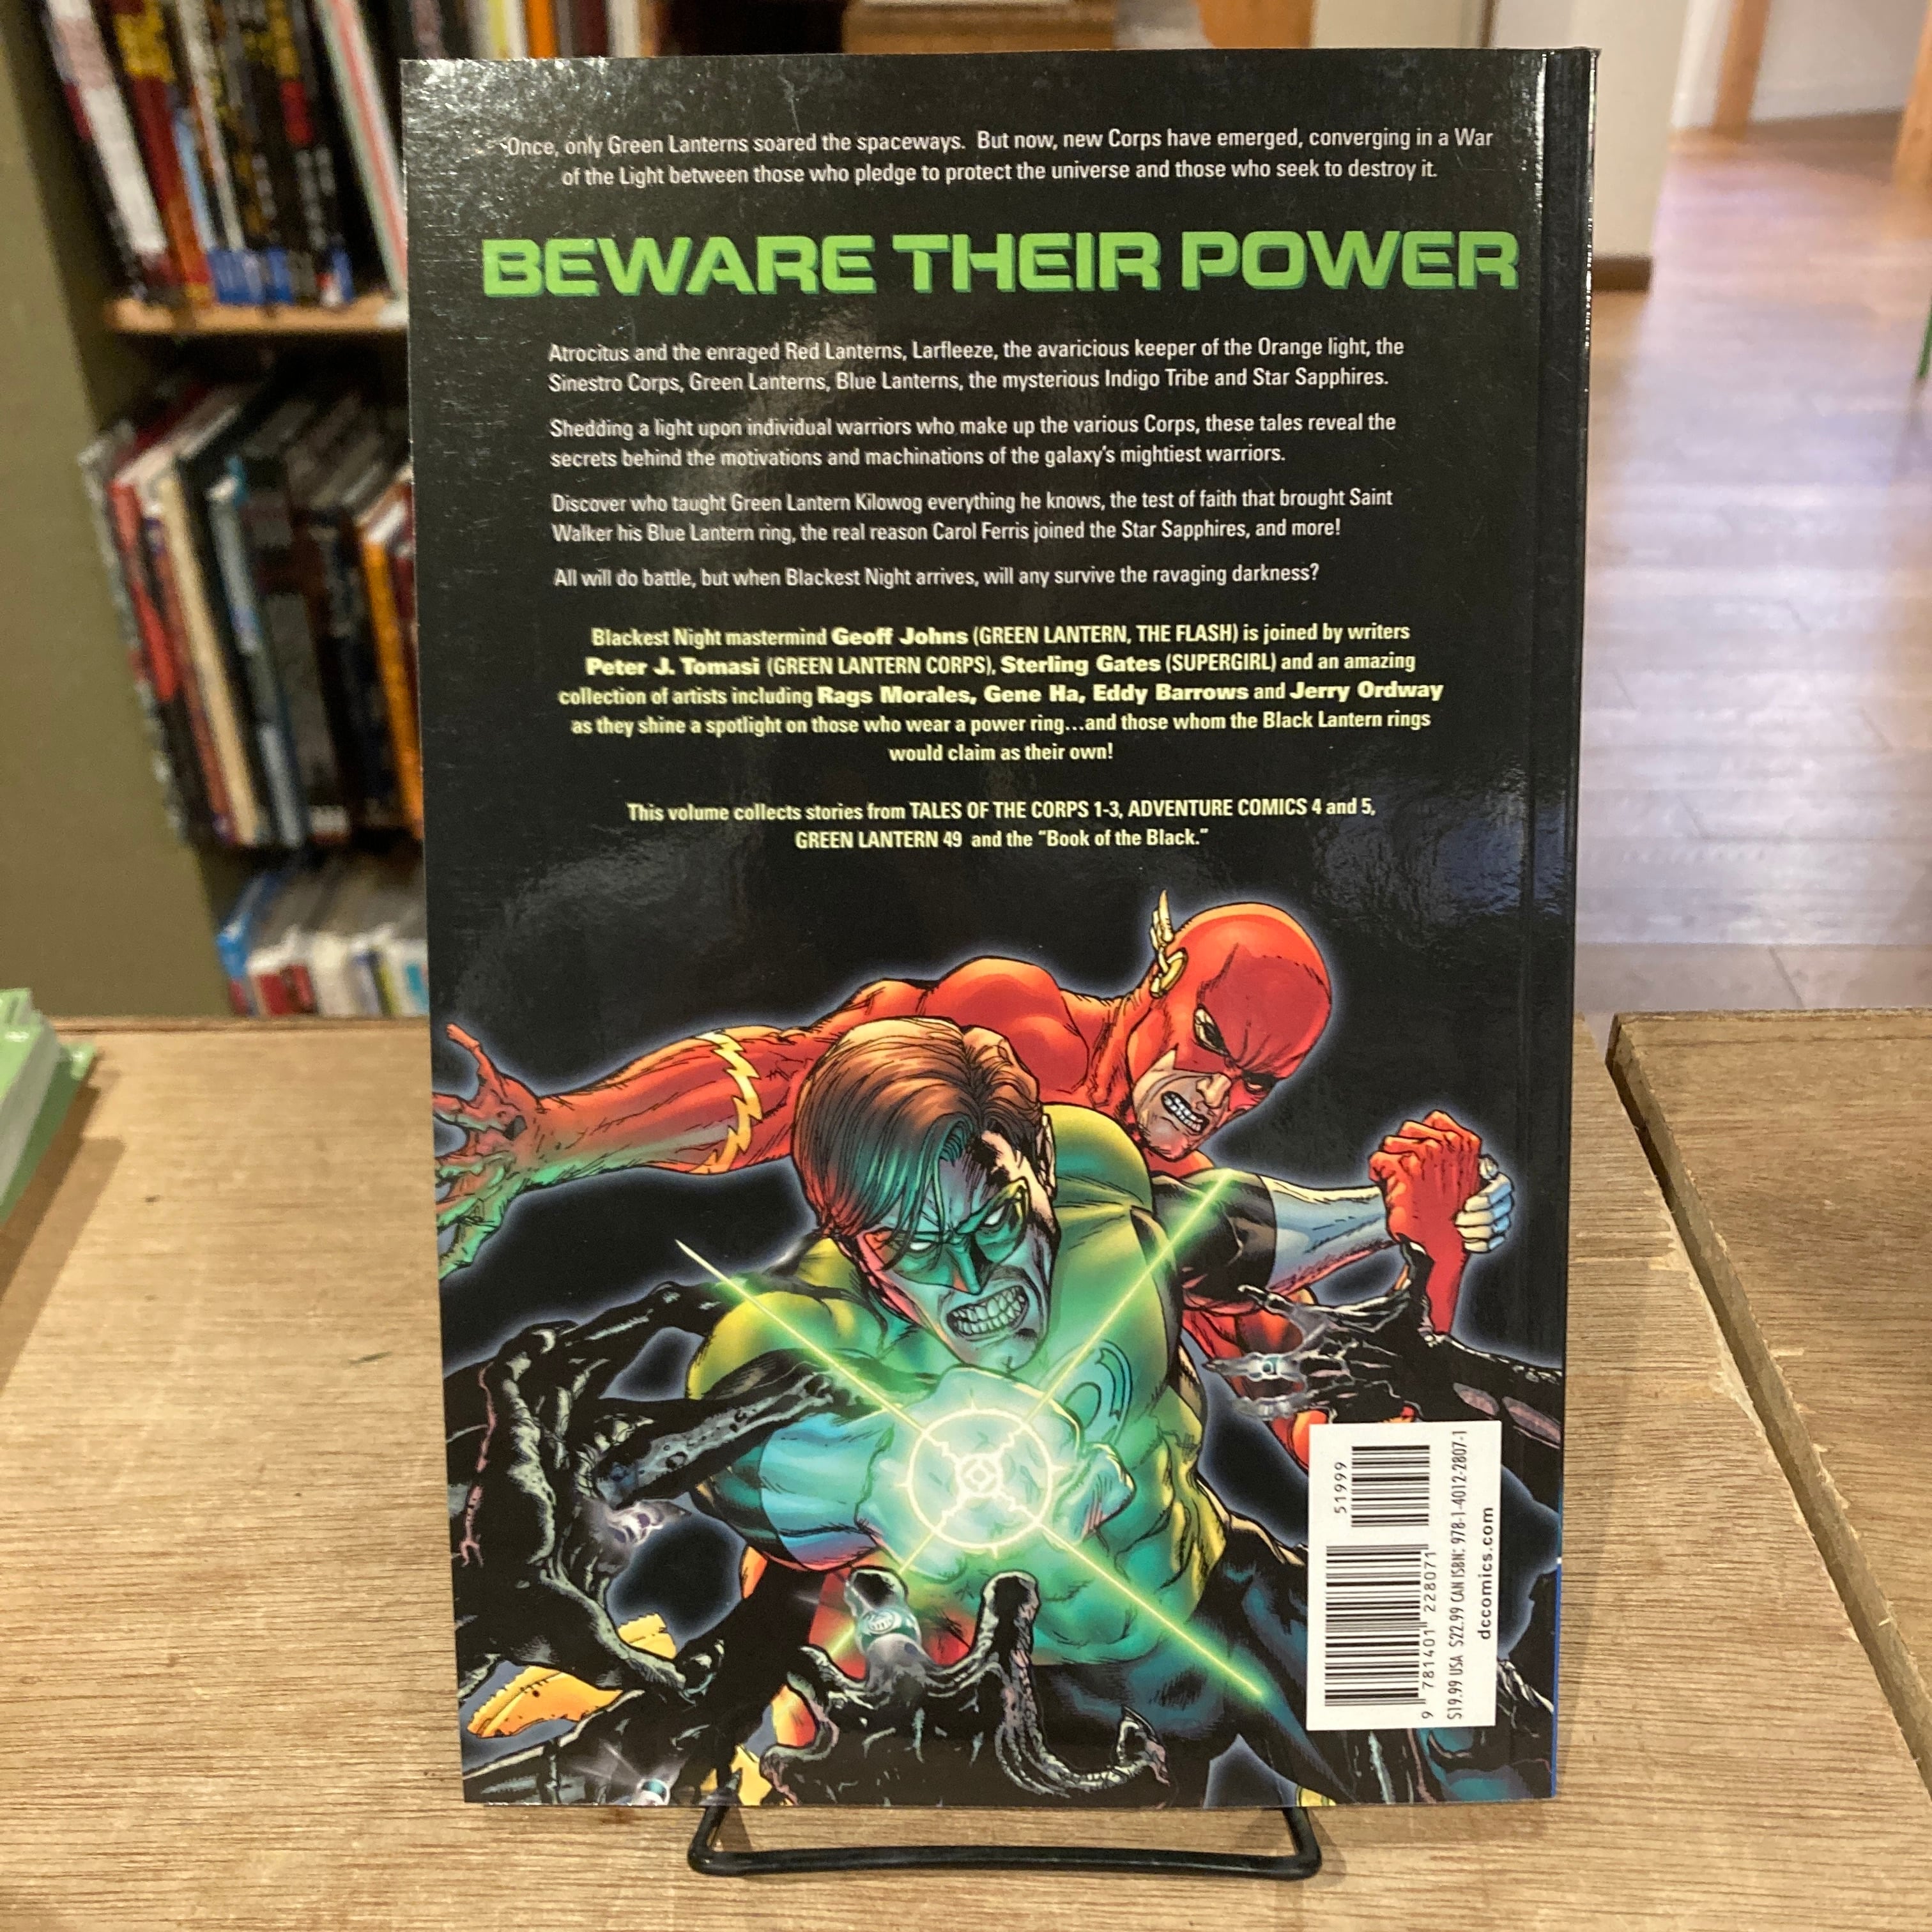 Once, only Green Lanterns soared the spaceways. But now, new Corps have emerged, converging in a War
of the Light between those who pledge to protect the universe and those who seek to destroy it.
BEWARE THEIR POWER
Atrocitus and the enraged Red Lanterns, Larfleeze, the avaricious keeper of the Orange light, the
Sinestro Corps, Green Lanterns, Blue Lanterns, the mysterious Indigo Tribe and Star Sapphires.
Shedding a light upon individual warriors who make up the various Corps, these tales reveal the
secrets behind the motivations and machinations of the galaxy's mightiest warriors.
Discover who taught Green Lantern Kilowog everything he knows, the test of faith that brought Saint
Walker his Blue Lantern ring, the real reason Carol Ferris joined the Star Sapphires, and more!
All will do battle, but when Blackest Night arrives, will any survive the ravaging darkness?
Blackest Night mastermind Geoff Johns (GREEN LANTERN, THE FLASH) is joined by writers
Peter J. Tomasi (GREEN LANTERN CORPS), Sterling Gates (SUPERGIRL) and an amazing
collection of artists including Rags Morales, Gene Ha, Eddy Barrows and Jerry Ordway
as they shine a spotlight on those who wear a power ring...and those whom the Black Lantern rings
would claim as their own!
This volume collects stories from TALES OF THE CORPS 1-3, ADVENTURE COMICS 4 and 5,
GREEN LANTERN 49 and the "Book of the Black."
51999
9 781401 228071
$19.99 USA $22.99 CAN ISBN: 978-1-4012-2807-1
dccomics.com